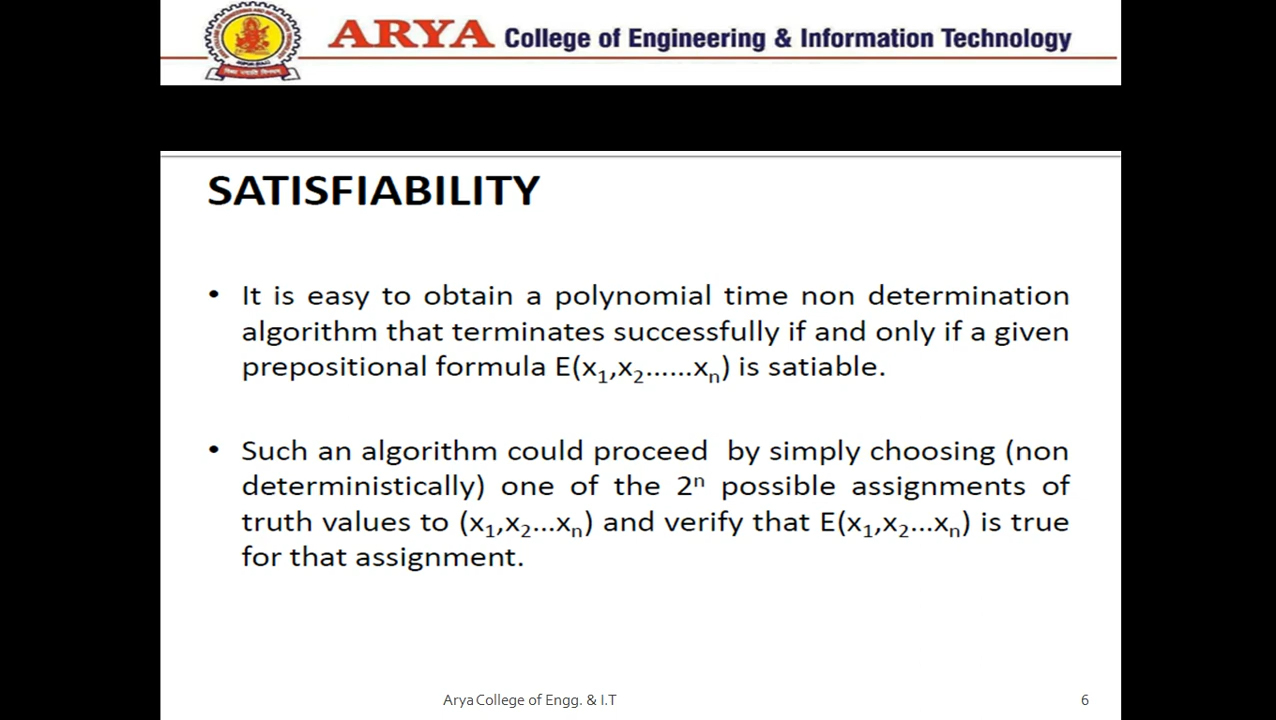 ARYA College of Engineering & Information Technology
SATISFIABILITY
• It is easy to obtain a polynomial time non determination
algorithm that terminates successfully if and only if a given
prepositional formula E(x₁,x₂......xₙ) is satiable.
• Such an algorithm could proceed by simply choosing (non
deterministically) one of the 2ⁿ possible assignments of
truth values to (x₁,x₂...xₙ) and verify that E(x₁,x₂...xₙ) is true
for that assignment.
Arya College of Engg. & I.T
6